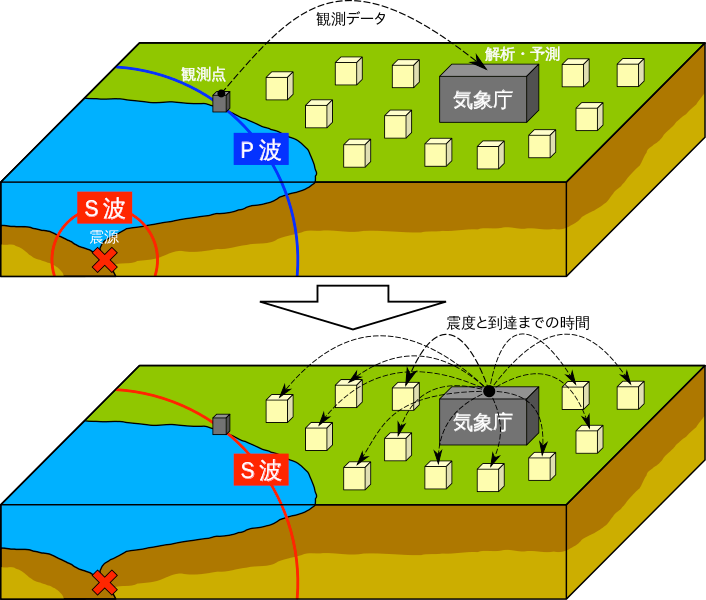 観測データ
解析・予測
観測点
気象庁
P波
S波
震源
震度と到達までの時間
気象庁
S波